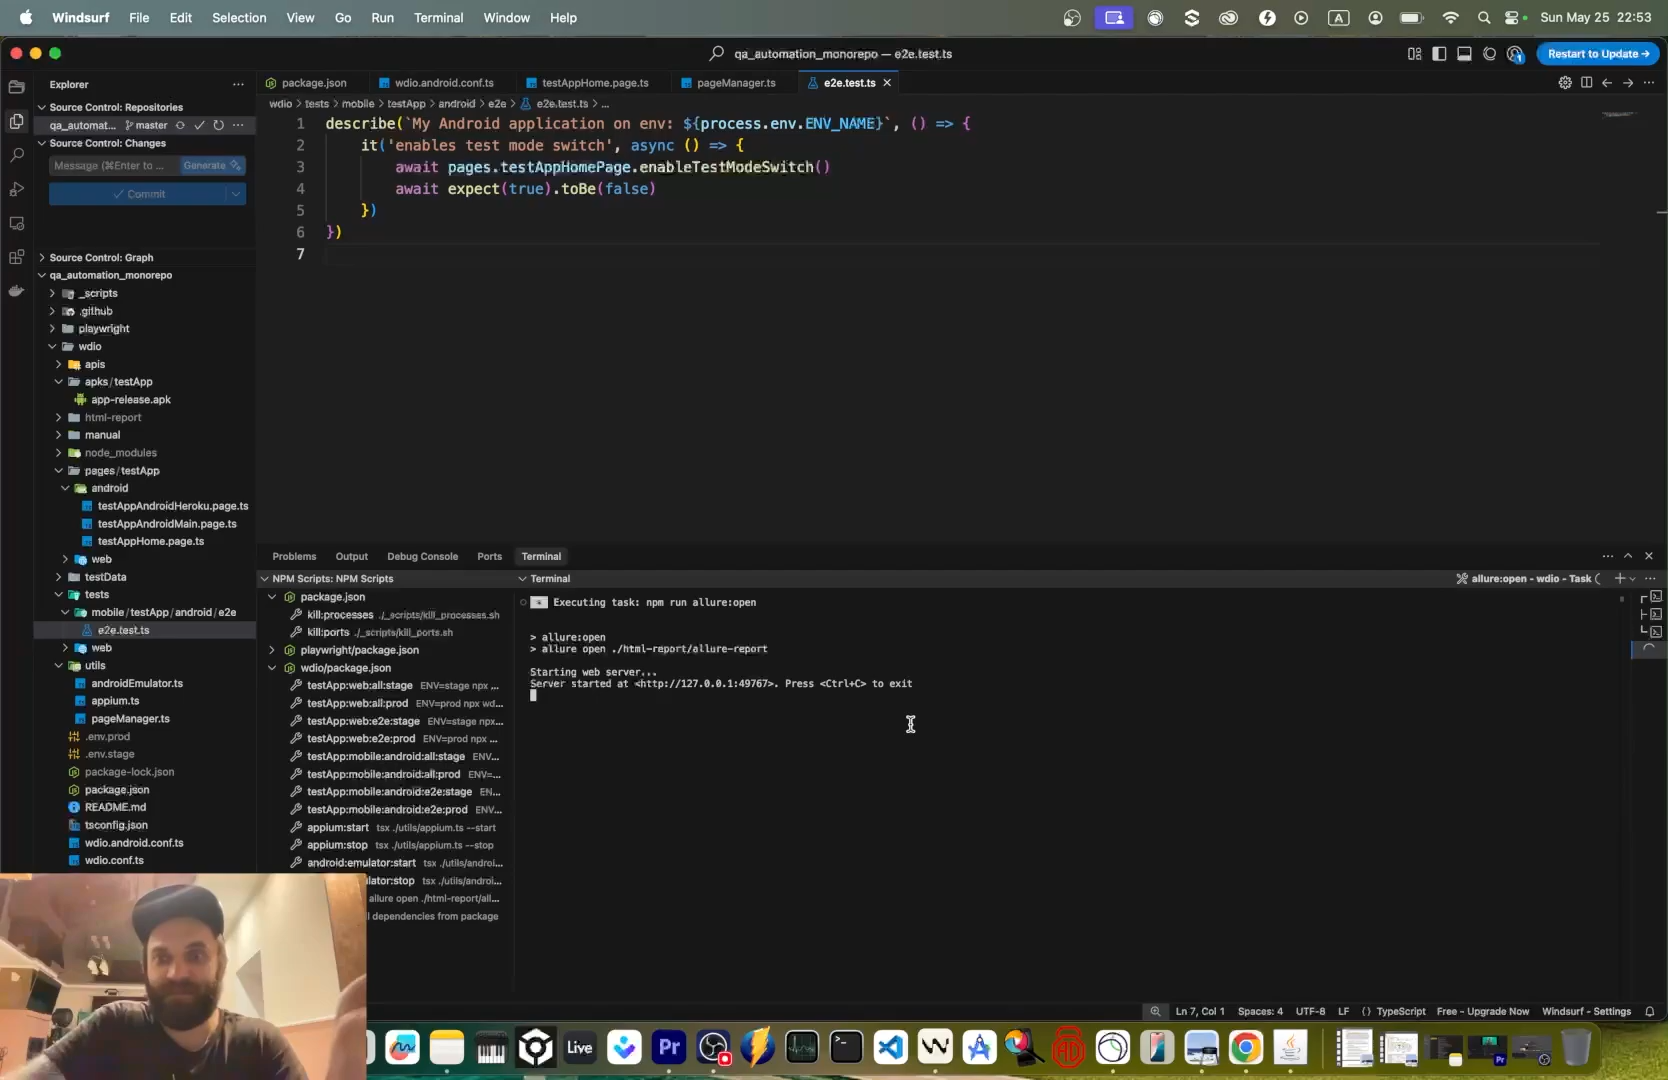 Windsurf File Edit Selection View Go Run Terminal Window Help
A
Sun May 25 22:53
qa_automation_monorepo — e2e.test.ts
Restart to Update →
Explorer
Source Control: Repositories
qa_automat... master
Source Control: Changes
Message (⌘Enter to ... Generate
Commit
Source Control: Graph
qa_automation_monorepo
_scripts
.github
playwright
wdio
apis
apks / testApp
app-release.apk
html-report
manual
node_modules
pages / testApp
android
testAppAndroidHeroku.page.ts
testAppAndroidMain.page.ts
testAppHome.page.ts
web
testData
tests
mobile / testApp / android / e2e
e2e.test.ts
web
utils
androidEmulator.ts
appium.ts
pageManager.ts
.env.prod
.env.stage
package-lock.json
package.json
README.md
tsconfig.json
wdio.android.conf.ts
wdio.conf.ts
package.json wdio.android.conf.ts testAppHome.page.ts pageManager.ts e2e.test.ts
wdio > tests > mobile > testApp > android > e2e > e2e.test.ts > ...
1 describe(`My Android application on env: ${process.env.ENV_NAME}`, () => {
2 it('enables test mode switch', async () => {
3 await pages.testAppHomePage.enableTestModeSwitch()
4 await expect(true).toBe(false)
5 })
6 })
7
Problems Output Debug Console Ports Terminal
NPM Scripts: NPM Scripts
package.json
kill:processes ./_scripts/kill_processes.sh
kill:ports ./_scripts/kill_ports.sh
playwright/package.json
wdio/package.json
testApp:web:all:stage ENV=stage npx ...
testApp:web:all:prod ENV=prod npx wd...
testApp:web:e2e:stage ENV=stage npx...
testApp:web:e2e:prod ENV=prod npx ...
testApp:mobile:android:all:stage ENV...
testApp:mobile:android:all:prod ENV=...
testApp:mobile:android:e2e:stage EN...
testApp:mobile:android:e2e:prod ENV...
appium:start tsx ./utils/appium.ts --start
appium:stop tsx ./utils/appium.ts --stop
android:emulator:start tsx ./utils/androi...
lator:stop tsx ./utils/androi...
allure open ./html-report/all...
l dependencies from package
Terminal
allure:open - wdio - Task
Executing task: npm run allure:open
> allure:open
> allure open ./html-report/allure-report
Starting web server...
Server started at <http://127.0.0.1:49767>. Press <Ctrl+C> to exit
Ln 7, Col 1 Spaces: 4 UTF-8 LF { } TypeScript Free - Upgrade Now Windsurf - Settings
Live
Pr